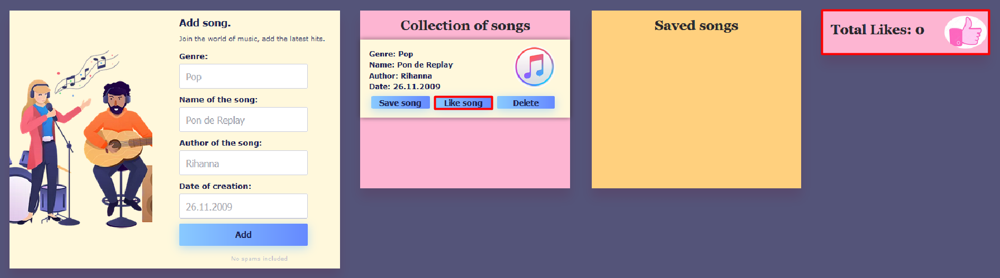 Add song.
Join the world of music, add the latest hits.
Genre:
Pop
Name of the song:
Pon de Replay
Author of the song:
Rihanna
Date of creation:
26.11.2009
Add
No spams included
Collection of songs
Genre: Pop
Name: Pon de Replay
Author: Rihanna
Date: 26.11.2009
Save song Like song Delete
Saved songs
Total Likes: 0